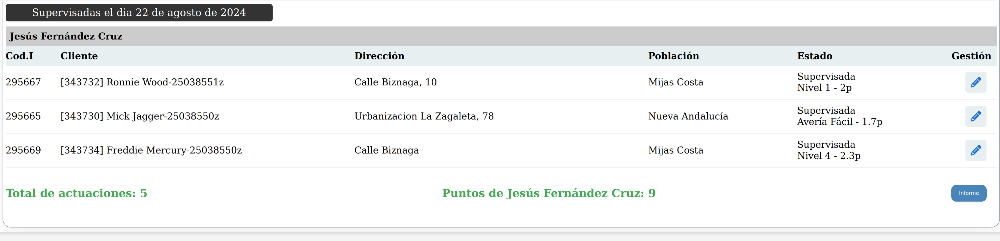 Supervisadas el dia 22 de agosto de 2024
Jesús Fernández Cruz
Cod.I Cliente Dirección Población Estado Gestión
295667 [343732] Ronnie Wood-25038551z Calle Biznaga, 10 Mijas Costa Supervisada
Nivel 1 - 2p
295665 [343730] Mick Jagger-25038550z Urbanizacion La Zagaleta, 78 Nueva Andalucía Supervisada
Avería Fácil - 1.7p
295669 [343734] Freddie Mercury-25038550z Calle Biznaga Mijas Costa Supervisada
Nivel 4 - 2.3p
Total de actuaciones: 5 Puntos de Jesús Fernández Cruz: 9 Informe